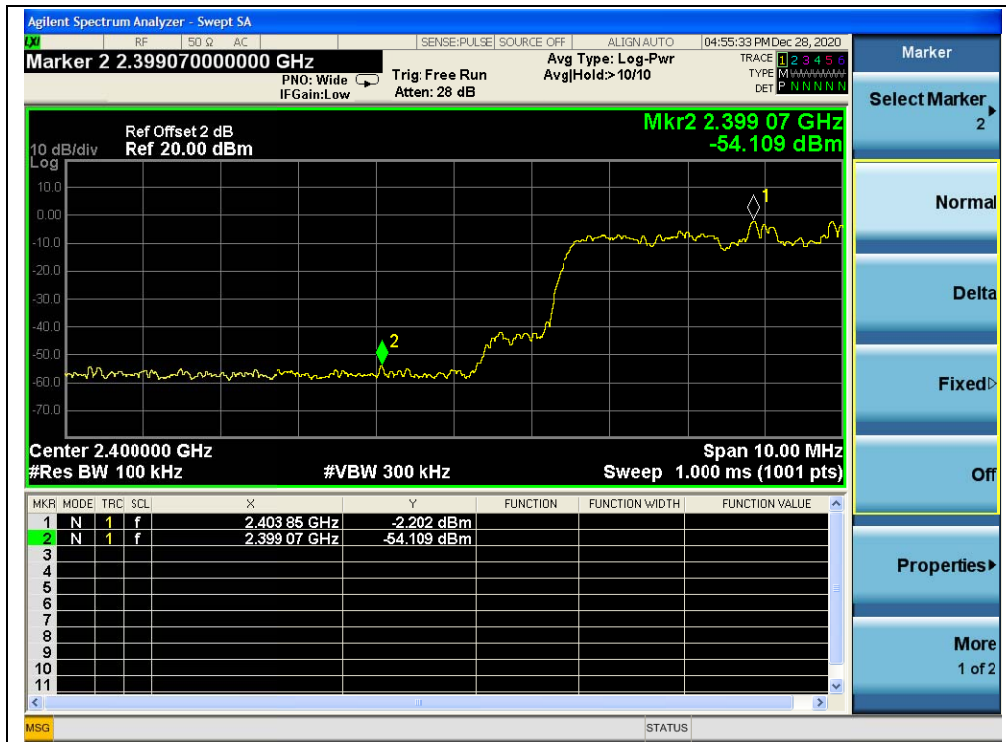 Agilent Spectrum Analyzer - Swept SA
LXI RF 50 Ω AC SENSE:PULSE SOURCE OFF ALIGN AUTO 04:55:33 PM Dec 28, 2020
Marker 2 2.399070000000 GHz Avg Type: Log-Pwr TRACE 1 2 3 4 5 6
PNO: Wide Trig: Free Run Avg|Hold:>10/10 TYPE M
IFGain:Low Atten: 28 dB DET P N N N N N
Ref Offset 2 dB Mkr2 2.399 07 GHz
10 dB/div Ref 20.00 dBm -54.109 dBm
Log
10.0
0.00
-10.0
-20.0
-30.0
-40.0
-50.0
-60.0
-70.0
1
2
Center 2.400000 GHz Span 10.00 MHz
#Res BW 100 kHz #VBW 300 kHz Sweep 1.000 ms (1001 pts)
MKR MODE TRC SCL X Y FUNCTION FUNCTION WIDTH FUNCTION VALUE
1 N 1 f 2.403 85 GHz -2.202 dBm
2 N 1 f 2.399 07 GHz -54.109 dBm
3
4
5
6
7
8
9
10
11
MSG STATUS
Marker
Select Marker
2
Normal
Delta
Fixed
Off
Properties
More
1 of 2